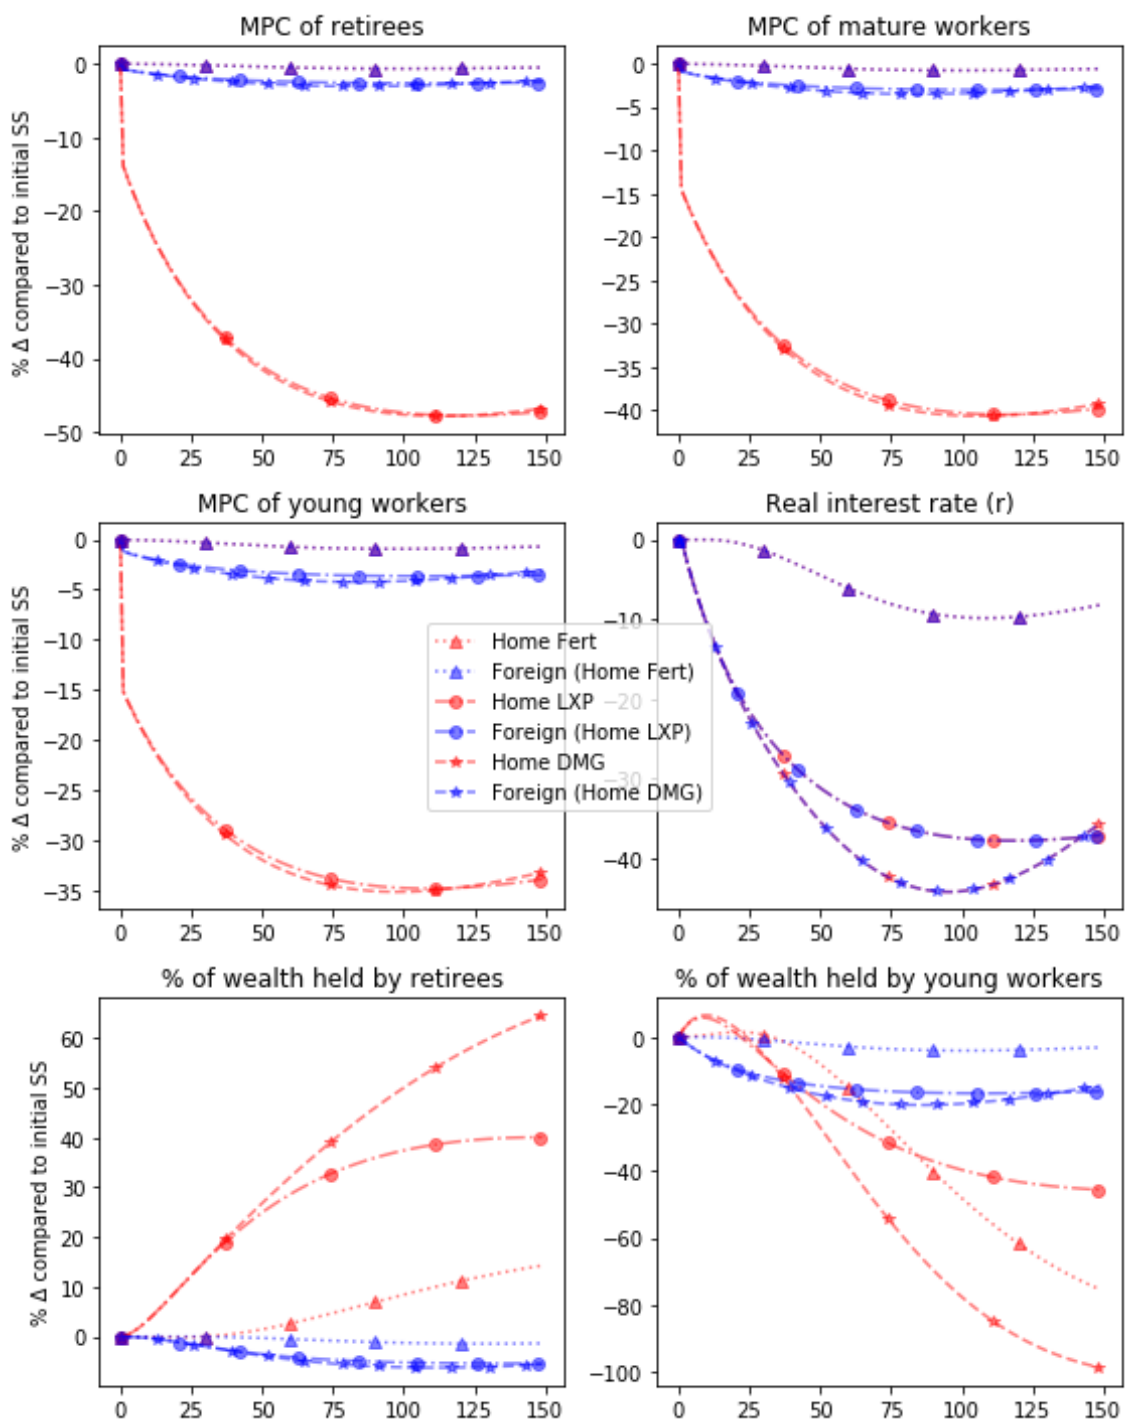 MPC of retirees
MPC of mature workers
% Δ compared to initial SS
0
−10
−20
−30
−40
−50
0 25 50 75 100 125 150
0
−5
−10
−15
−20
−25
−30
−35
−40
0 25 50 75 100 125 150
MPC of young workers
Real interest rate (r)
% Δ compared to initial SS
0
−5
−10
−15
−20
−25
−30
−35
0 25 50 75 100 125 150
0
−10
−20
−30
−40
0 25 50 75 100 125 150
Home Fert
Foreign (Home Fert)
Home LXP
Foreign (Home LXP)
Home DMG
Foreign (Home DMG)
% of wealth held by retirees
% of wealth held by young workers
% Δ compared to initial SS
60
50
40
30
20
10
0
0 25 50 75 100 125 150
0
−20
−40
−60
−80
−100
0 25 50 75 100 125 150